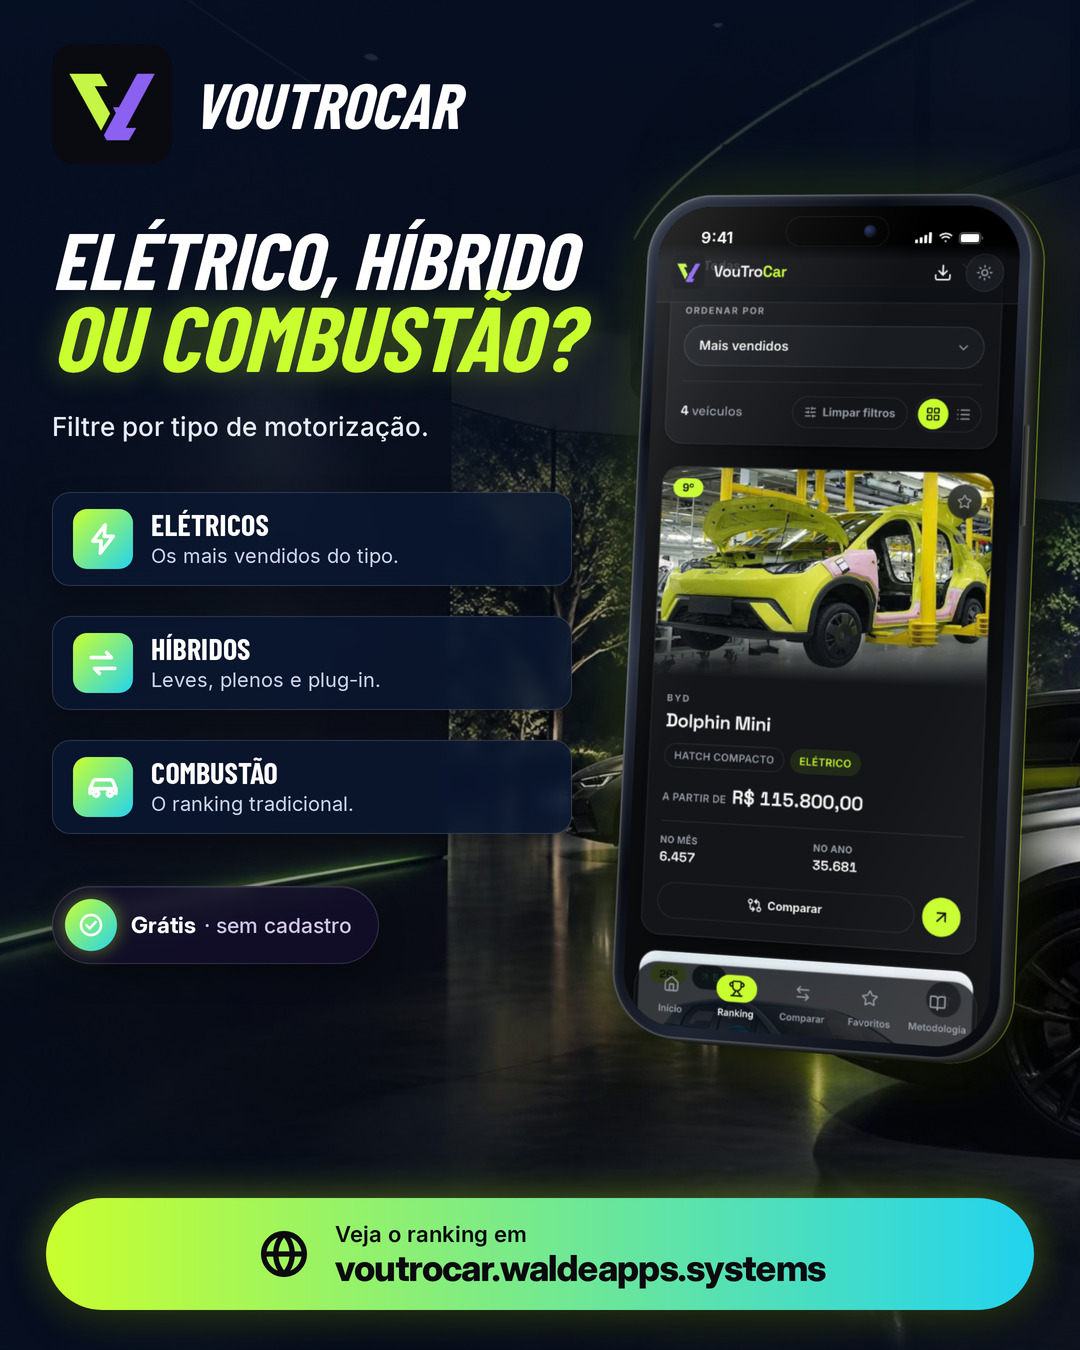 VOUTROCAR
ELÉTRICO, HÍBRIDO
OU COMBUSTÃO?
Filtre por tipo de motorização.
ELÉTRICOS
Os mais vendidos do tipo.
HÍBRIDOS
Leves, plenos e plug-in.
COMBUSTÃO
O ranking tradicional.
Grátis · sem cadastro
9:41
VouTroCar
ORDENAR POR
Mais vendidos
4 veículos
Limpar filtros
9º
BYD
Dolphin Mini
HATCH COMPACTO
ELÉTRICO
A PARTIR DE R$ 115.800,00
NO MÊS
NO ANO
6.457
35.681
Comparar
Início
Ranking
Comparar
Favoritos
Metodologia
Veja o ranking em
voutrocar.waldeapps.systems